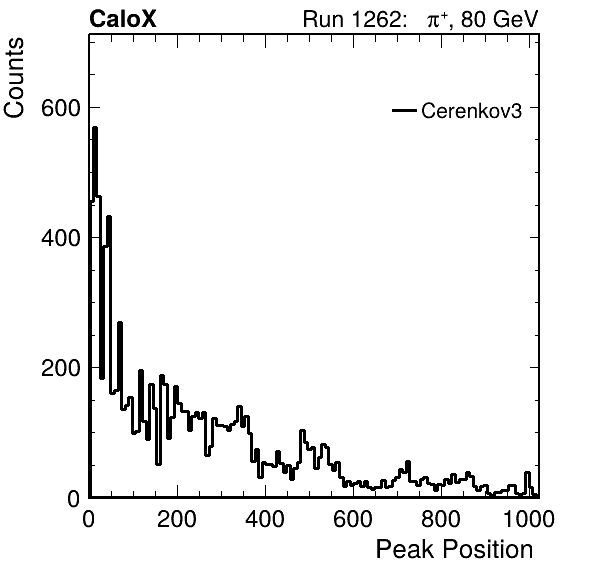 CaloX Run 1262: π⁺, 80 GeV
Counts
Cerenkov3
600
400
200
0
0 200 400 600 800 1000
Peak Position